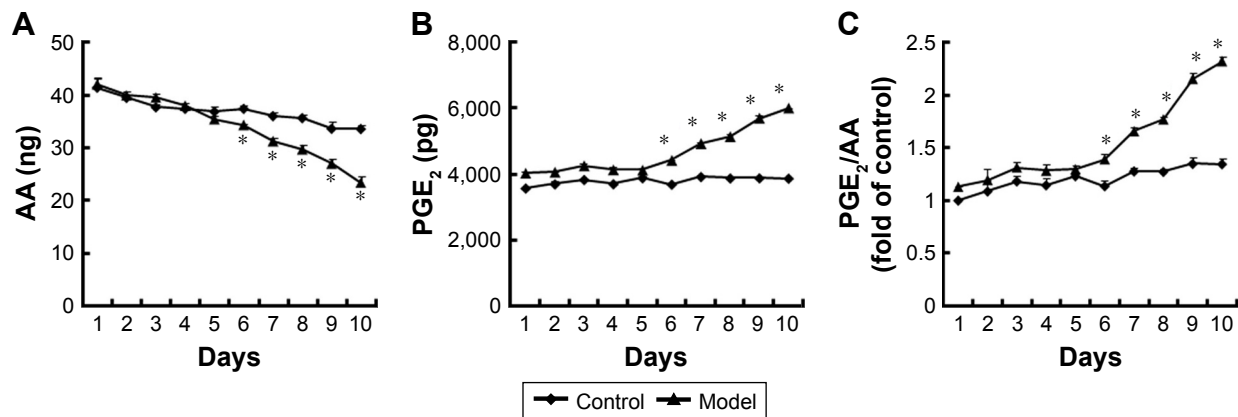 A
AA (ng)
50
40
30
20
10
0
* * * * *
1 2 3 4 5 6 7 8 9 10
Days
B
PGE2 (pg)
8,000
6,000
4,000
2,000
0
* * * * *
1 2 3 4 5 6 7 8 9 10
Days
C
PGE2/AA
(fold of control)
2.5
2
1.5
1
0.5
0
* * * * *
1 2 3 4 5 6 7 8 9 10
Days
Control Model